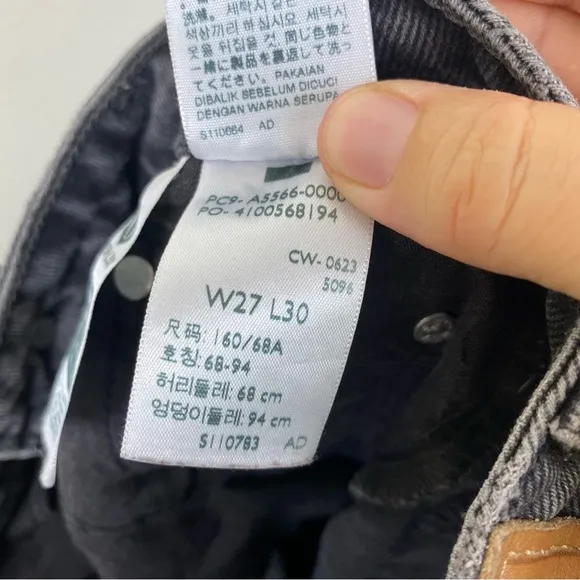 洗滌. 세탁시 같은
색상끼리 하십시오 세탁시
옷을 뒤집을 것. 同じ色物と
一緒に製品を裏返して洗っ
てください。PAKAIAN
DIBALIK SEBELUM DICUCI
DENGAN WARNA SERUPA
S110664 AD
PC9- A5566-0000
PO- 4100568194
CW- 0623
5096
W27 L30
尺码: 160/68A
호칭: 68-94
허리둘레: 68 cm
엉덩이둘레: 94 cm
S110783 AD